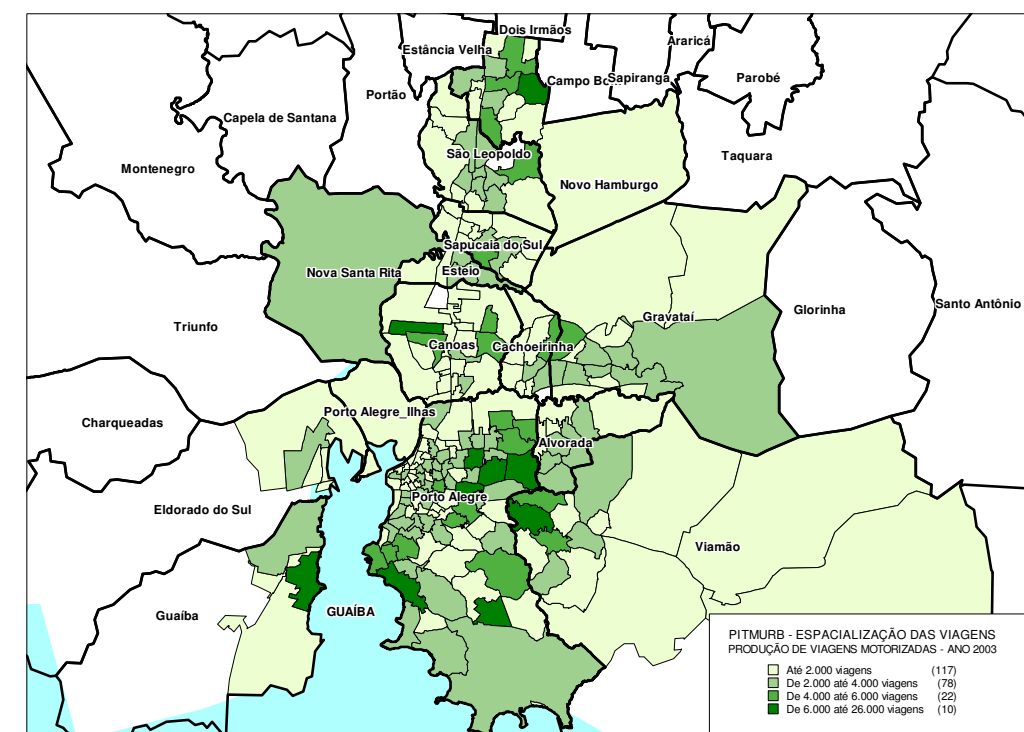 Dois Irmãos
Estância Velha
Araricá
Campo Bo
Sapiranga
Parobé
Portão
Capela de Santana
São Leopoldo
Taquara
Montenegro
Novo Hamburgo
Sapucaia do Sul
Nova Santa Rita
Esteio
Glorinha
Santo Antônio
Gravataí
Triunfo
Canoas
Cachoeirinha
Porto Alegre_Ilhas
Charqueadas
Alvorada
Porto Alegre
Eldorado do Sul
Viamão
Guaíba
GUAÍBA
PITMURB - ESPACIALIZAÇÃO DAS VIAGENS
PRODUÇÃO DE VIAGENS MOTORIZADAS - ANO 2003
Até 2.000 viagens (117)
De 2.000 até 4.000 viagens (78)
De 4.000 até 6.000 viagens (22)
De 6.000 até 26.000 viagens (10)